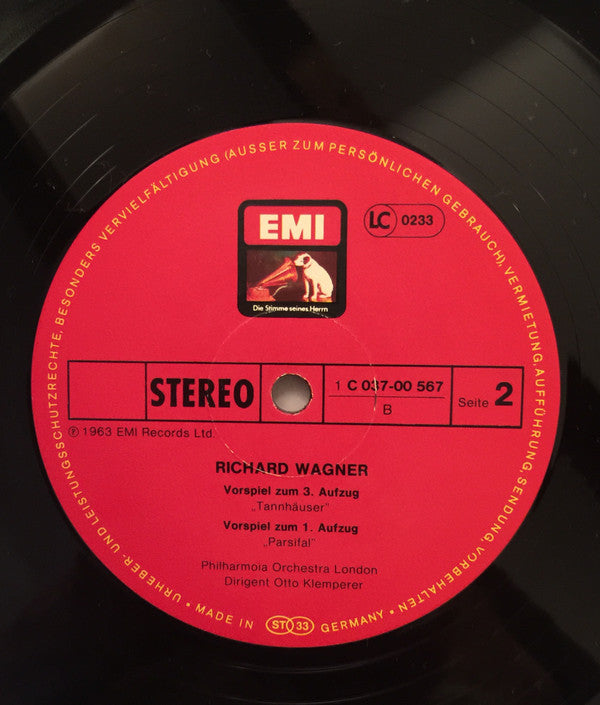 EMI
Die Stimme seines Herrn
LC 0233
STEREO
1 C 037-00 567
B
Seite 2
℗ 1963 EMI Records Ltd.
RICHARD WAGNER
Vorspiel zum 3. Aufzug
„Tannhäuser”
Vorspiel zum 1. Aufzug
„Parsifal”
Philharmoia Orchestra London
Dirigent Otto Klemperer
URHEBER- UND LEISTUNGSSCHUTZRECHTE, BESONDERS VERVIELFÄLTIGUNG (AUSSER ZUM PERSÖNLICHEN GEBRAUCH), VERMIETUNG, AUFFÜHRUNG, SENDUNG, VORBEHALTEN •
MADE IN ST 33 GERMANY •